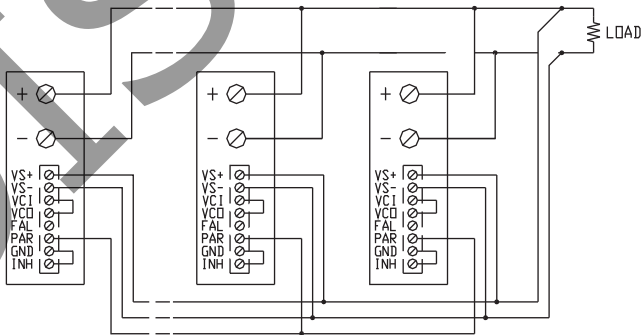 LOAD
+
-
VS+
VS-
VCI
VCO
FAL
PAR
GND
INH
+
-
VS+
VS-
VCI
VCO
FAL
PAR
GND
INH
+
-
VS+
VS-
VCI
VCO
FAL
PAR
GND
INH